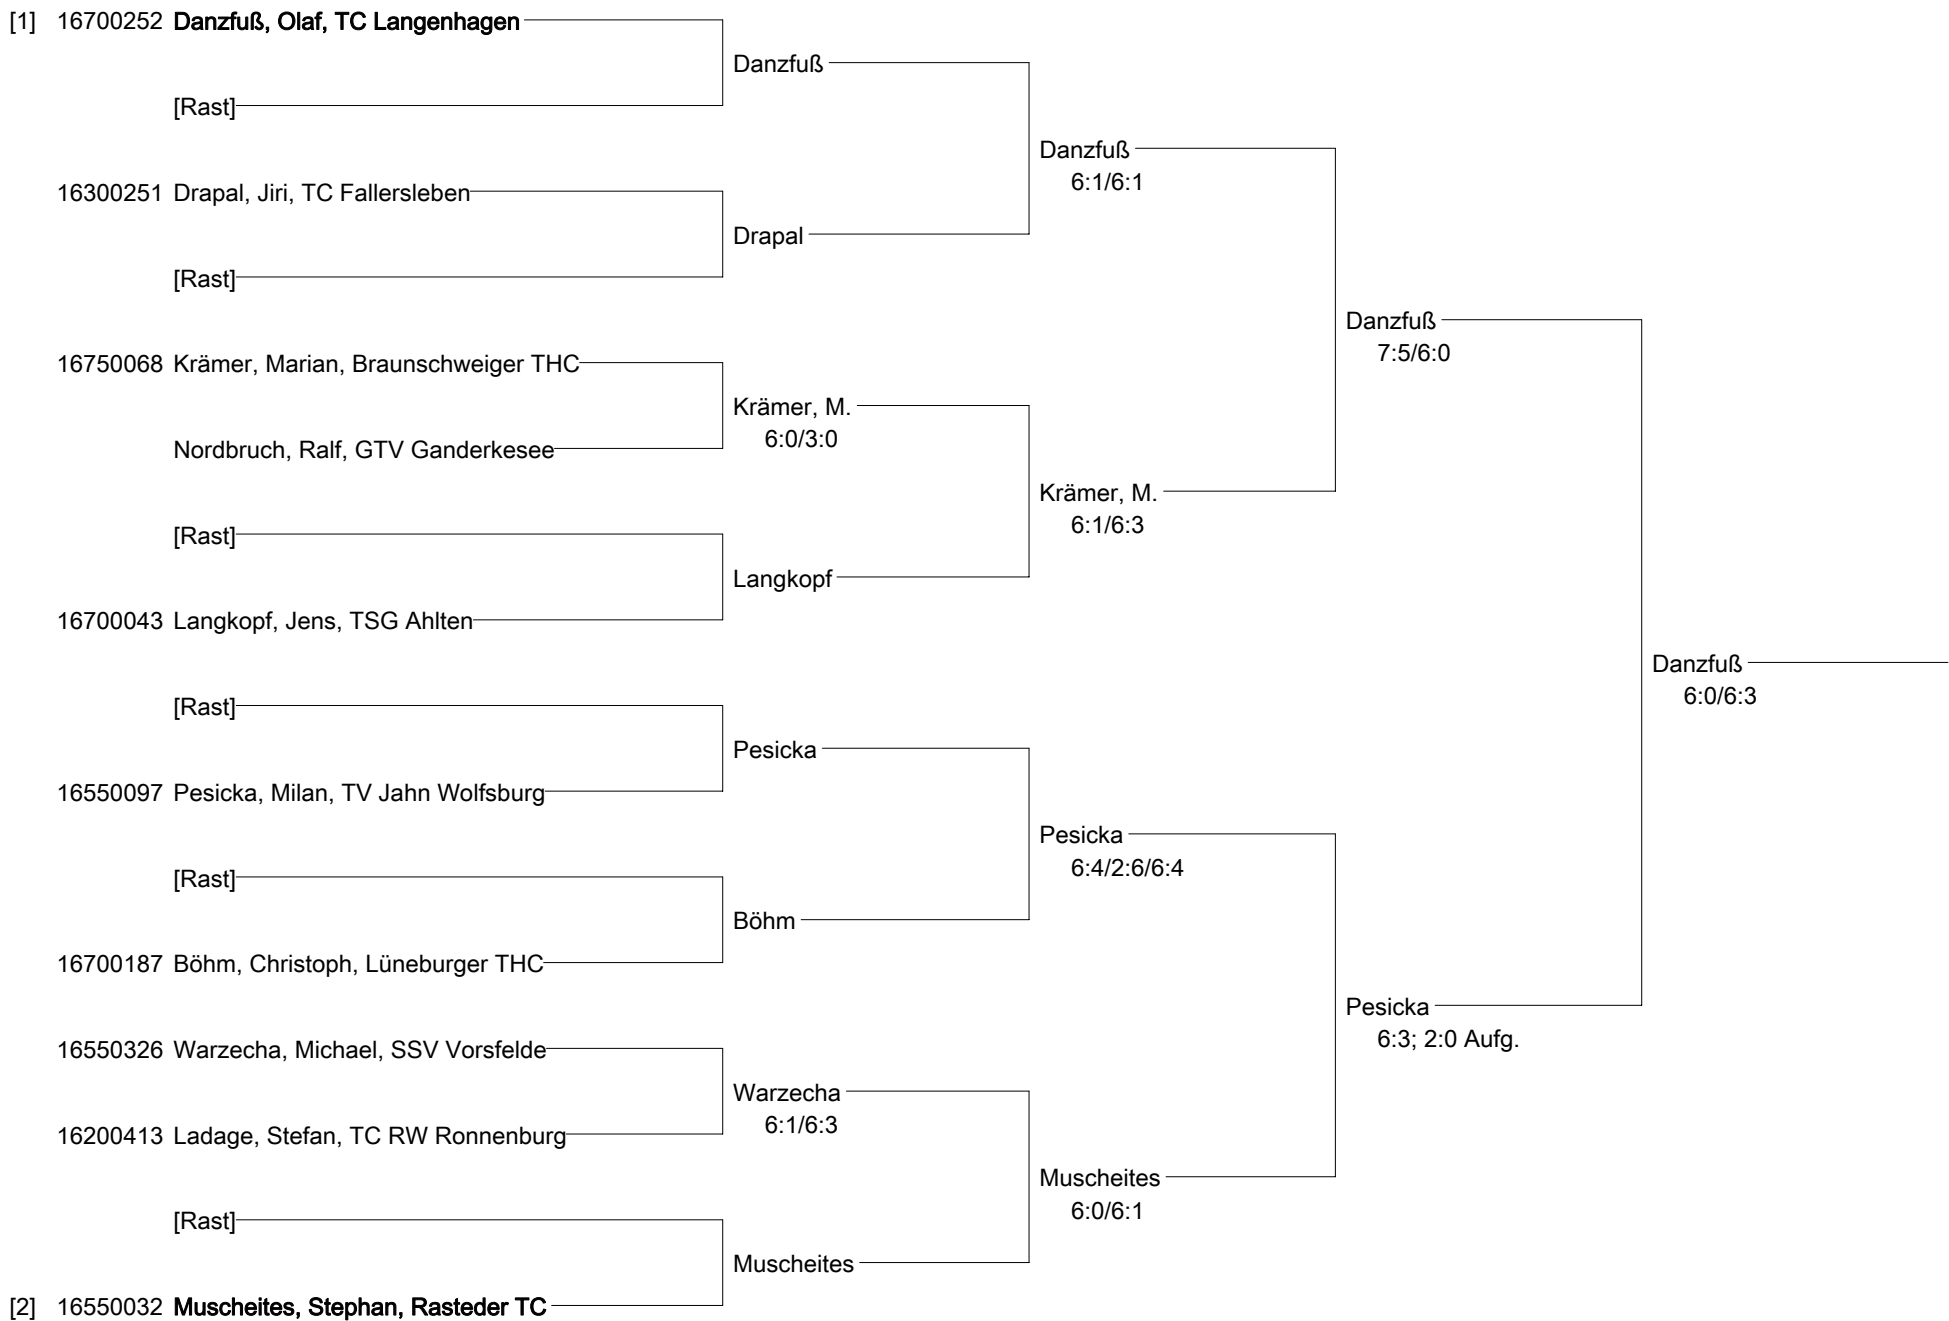 [1] 16700252 Danzfuß, Olaf, TC Langenhagen
Danzfuß
[Rast]
Danzfuß
6:1/6:1
16300251 Drapal, Jiri, TC Fallersleben
Drapal
[Rast]
Danzfuß
7:5/6:0
16750068 Krämer, Marian, Braunschweiger THC
Krämer, M.
6:0/3:0
Nordbruch, Ralf, GTV Ganderkesee
Krämer, M.
6:1/6:3
[Rast]
Langkopf
16700043 Langkopf, Jens, TSG Ahlten
Danzfuß
6:0/6:3
[Rast]
Pesicka
16550097 Pesicka, Milan, TV Jahn Wolfsburg
Pesicka
6:4/2:6/6:4
[Rast]
Böhm
16700187 Böhm, Christoph, Lüneburger THC
Pesicka
6:3; 2:0 Aufg.
16550326 Warzecha, Michael, SSV Vorsfelde
Warzecha
6:1/6:3
16200413 Ladage, Stefan, TC RW Ronnenburg
Muscheites
6:0/6:1
[Rast]
Muscheites
[2] 16550032 Muscheites, Stephan, Rasteder TC